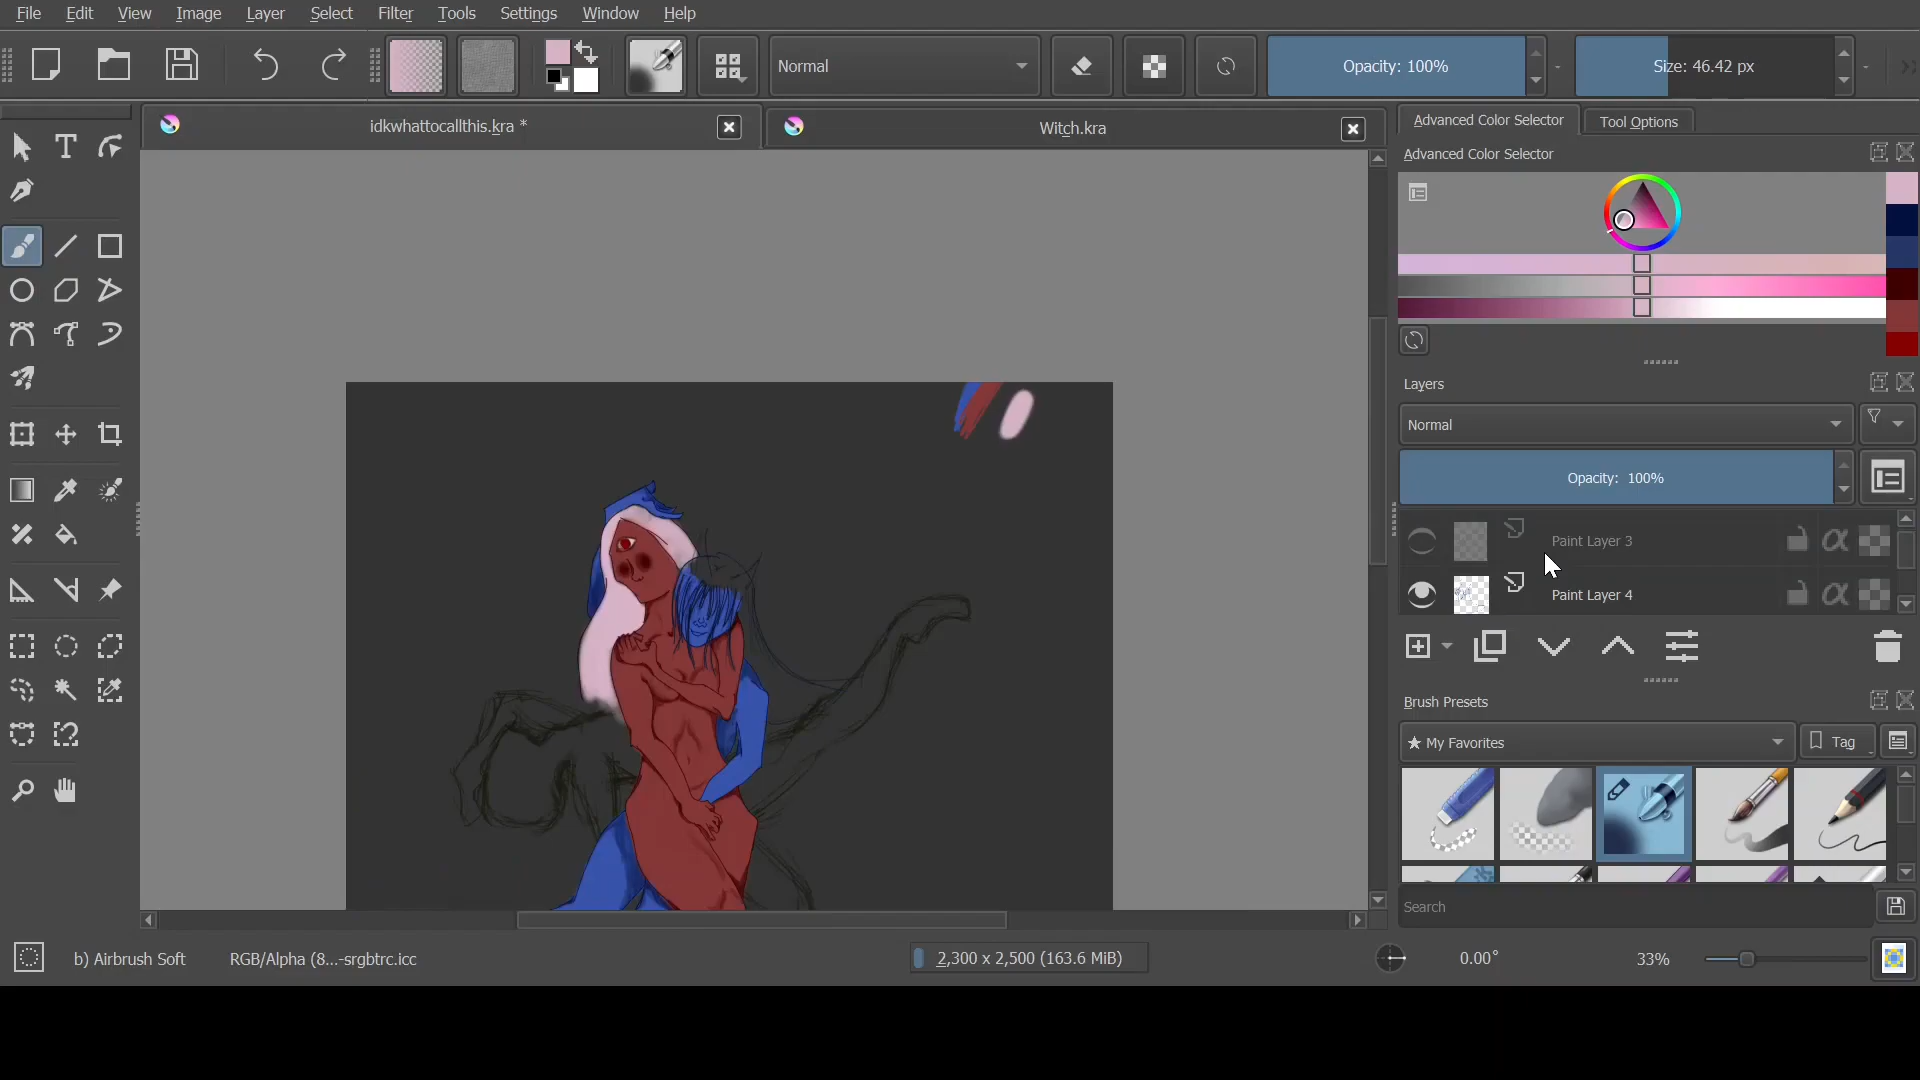 File Edit View Image Layer Select Filter Tools Settings Window Help
Normal Opacity: 100% Size: 46.42 px
idkwhattocallthis.kra * Witch.kra
Advanced Color Selector Tool Options
Advanced Color Selector
Layers
Normal
Opacity: 100%
Paint Layer 3
Paint Layer 4
Brush Presets
★ My Favorites Tag
Search
b) Airbrush Soft RGB/Alpha (8...-srgbtrc.icc 2,300 x 2,500 (163.6 MiB) 0.00° 33%